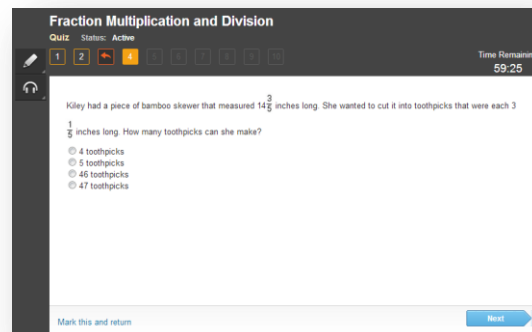 Fraction Multiplication and Division
Quiz Status: Active
1 2 4 5 6 7 8 9 10
Time Remaining
59:25
Kiley had a piece of bamboo skewer that measured 14 3/5 inches long. She wanted to cut it into toothpicks that were each 3
1/5 inches long. How many toothpicks can she make?
4 toothpicks
5 toothpicks
46 toothpicks
47 toothpicks
Mark this and return
Next